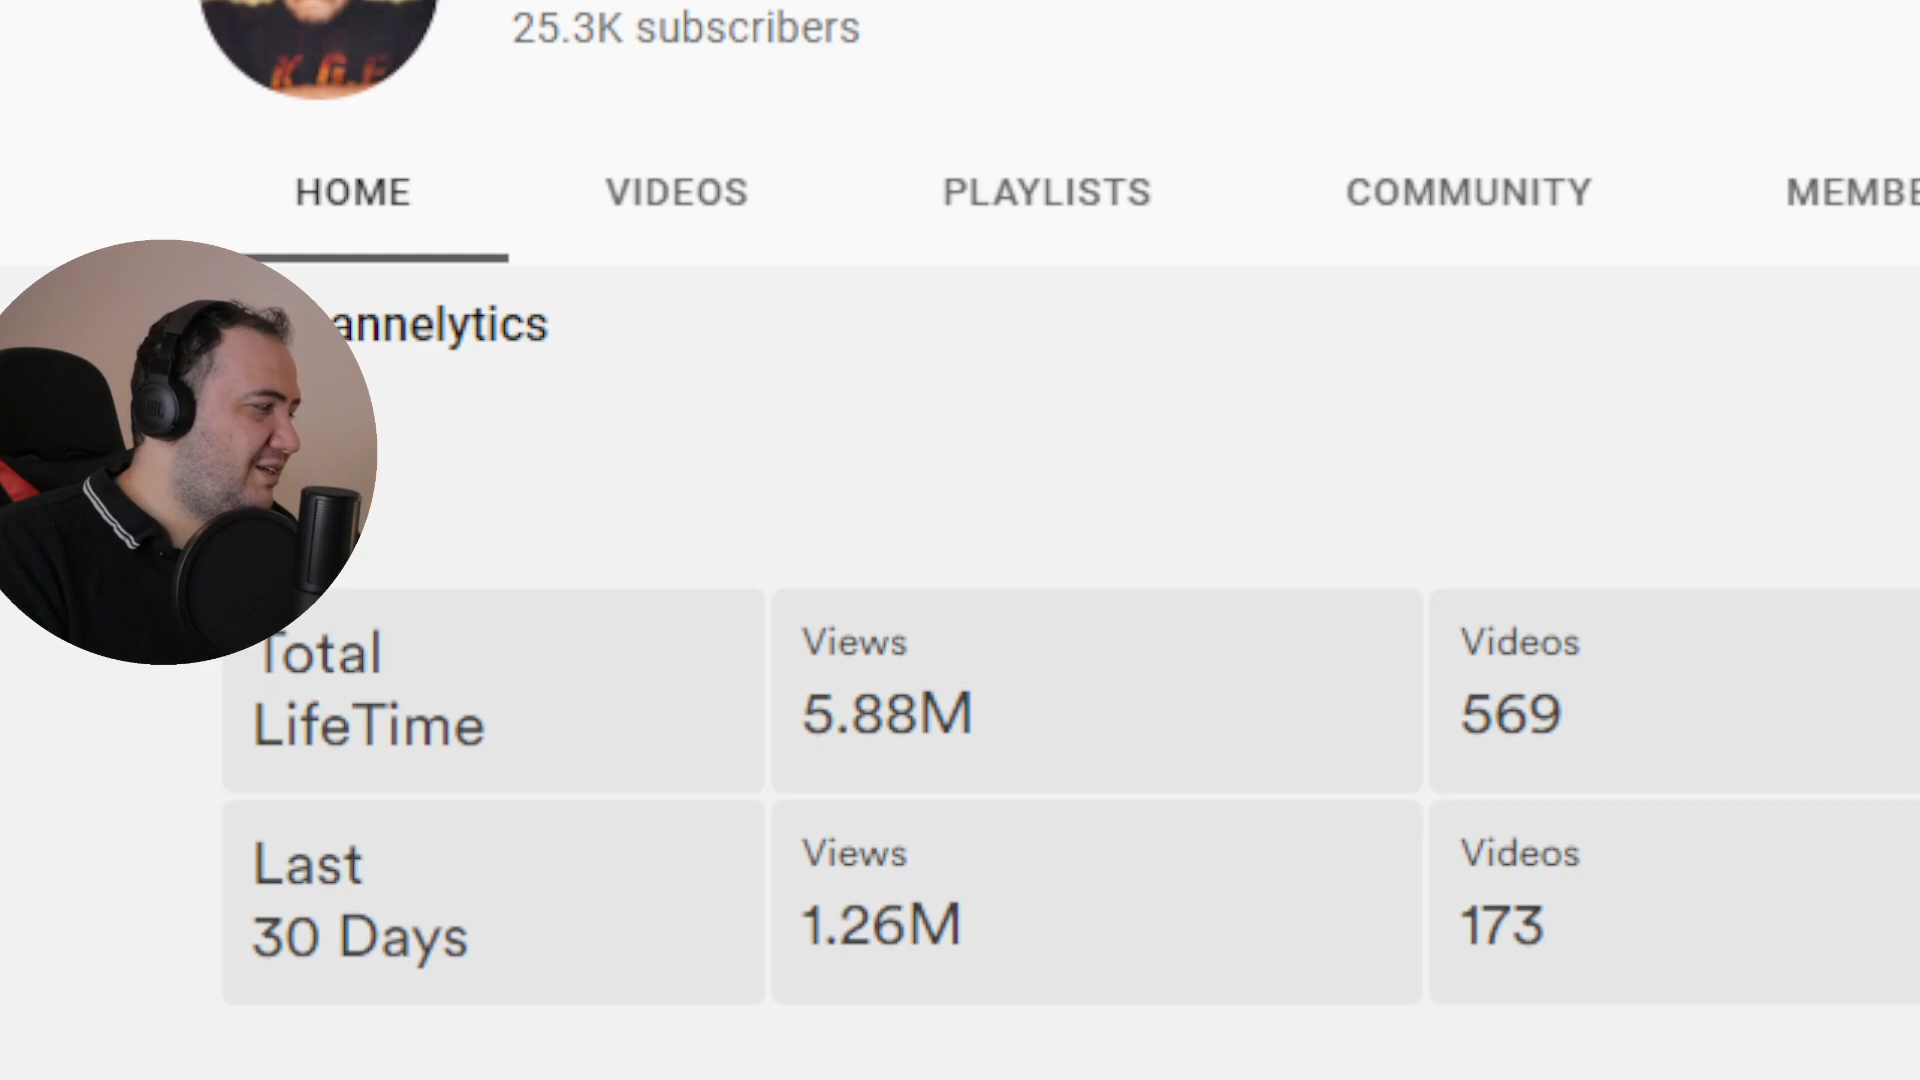 25.3K subscribers
K.G.F
HOME VIDEOS PLAYLISTS COMMUNITY MEMBE
annelytics
Total
LifeTime
Views
5.88M
Videos
569
Last
30 Days
Views
1.26M
Videos
173